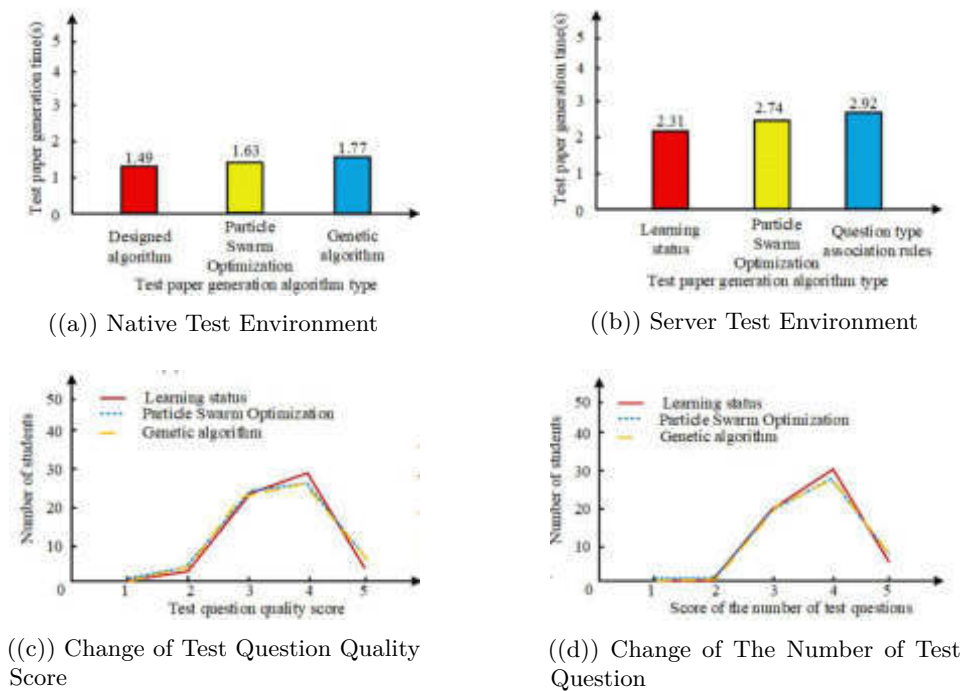 Test paper generation time(s)
5
4
3
2
1
0
1.49
1.63
1.77
Designed
algorithm
Particle
Swarm
Optimization
Genetic
algorithm
Test paper generation algorithm type
((a)) Native Test Environment
Test paper generation time(s)
5
4
3
2
1
0
2.31
2.74
2.92
Learning
status
Particle
Swarm
Optimization
Question type
association rules
Test paper generation algorithm type
((b)) Server Test Environment
Number of students
50
40
30
20
10
0
Learning status
Particle Swarm Optimization
Genetic algorithm
1
2
3
4
5
Test question quality score
((c)) Change of Test Question Quality
Score
Number of students
50
40
30
20
10
0
Learning status
Particle Swarm Optimization
Genetic algorithm
1
2
3
4
5
Score of the number of test questions
((d)) Change of The Number of Test
Question